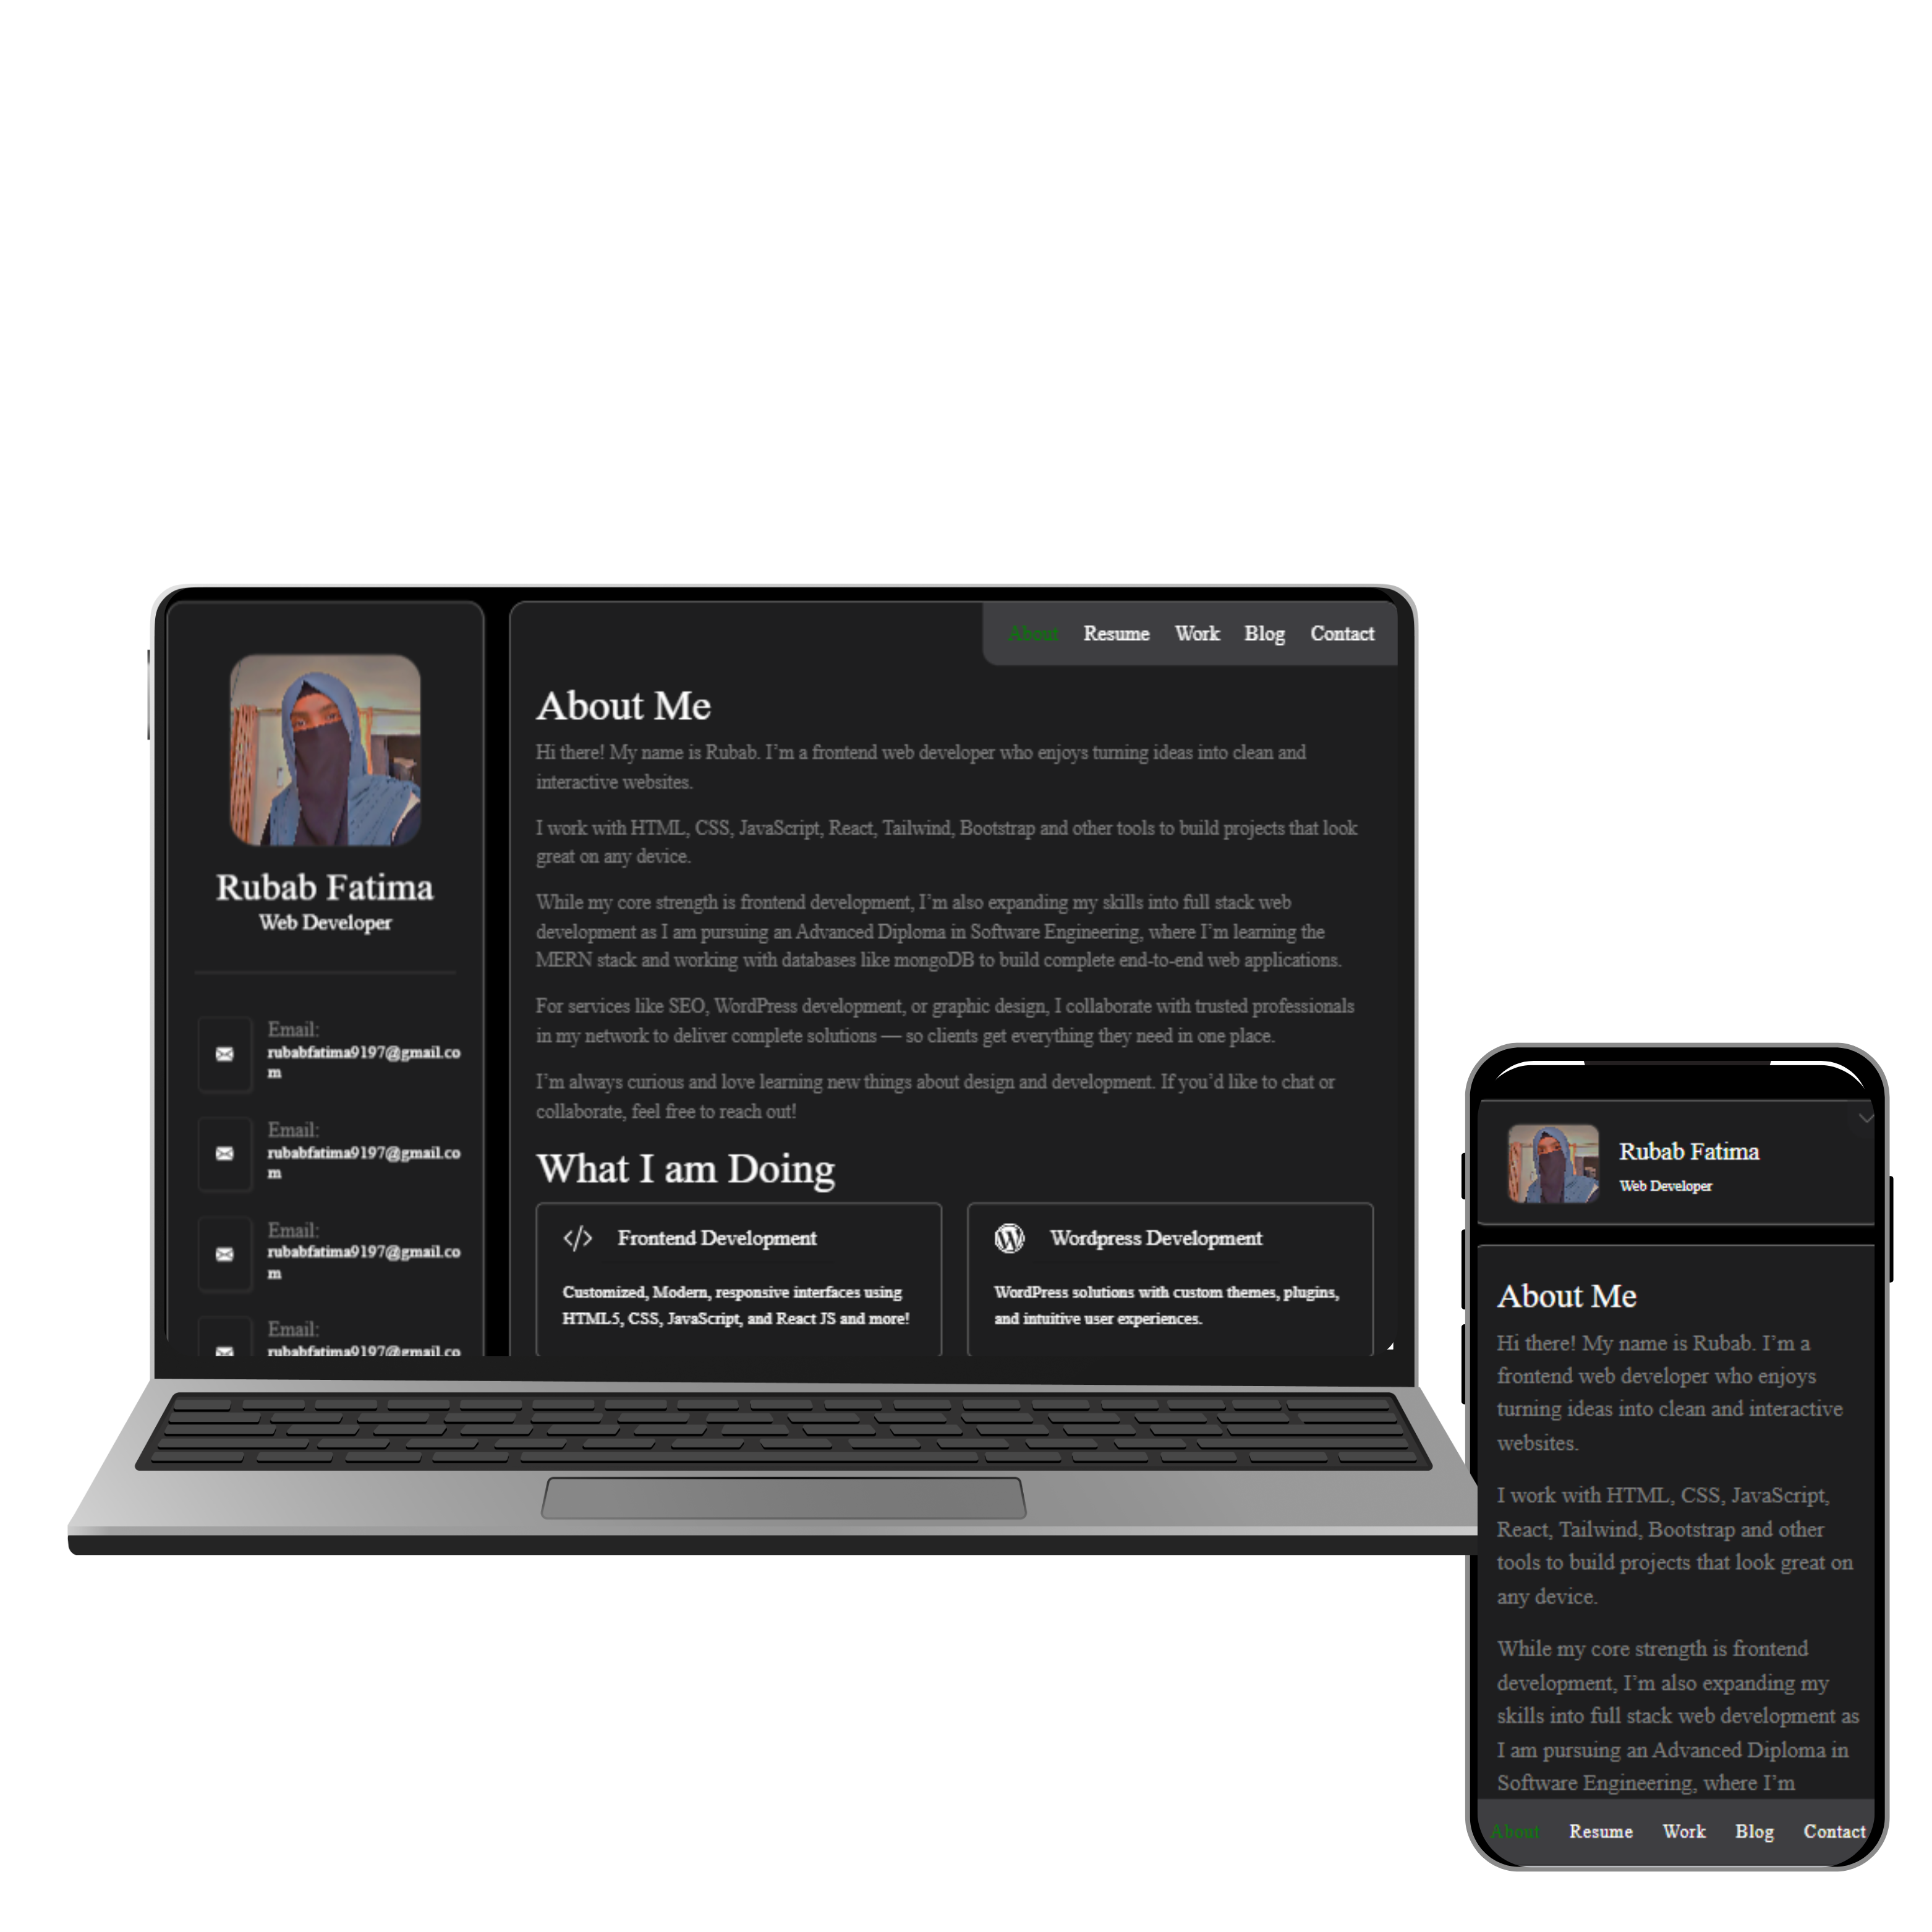 Rubab Fatima
Web Developer
Email:
rubabfatima9197@gmail.co
m
Email:
rubabfatima9197@gmail.co
m
Email:
rubabfatima9197@gmail.co
m
Email:
rubabfatima9197@gmail.co
About Resume Work Blog Contact
About Me
Hi there! My name is Rubab. I’m a frontend web developer who enjoys turning ideas into clean and
interactive websites.
I work with HTML, CSS, JavaScript, React, Tailwind, Bootstrap and other tools to build projects that look
great on any device.
While my core strength is frontend development, I’m also expanding my skills into full stack web
development as I am pursuing an Advanced Diploma in Software Engineering, where I’m learning the
MERN stack and working with databases like mongoDB to build complete end-to-end web applications.
For services like SEO, WordPress development, or graphic design, I collaborate with trusted professionals
in my network to deliver complete solutions — so clients get everything they need in one place.
I’m always curious and love learning new things about design and development. If you’d like to chat or
collaborate, feel free to reach out!
What I am Doing
Frontend Development
Customized, Modern, responsive interfaces using
HTML5, CSS, JavaScript, and React JS and more!
Wordpress Development
WordPress solutions with custom themes, plugins,
and intuitive user experiences.
Rubab Fatima
Web Developer
About Me
Hi there! My name is Rubab. I’m a
frontend web developer who enjoys
turning ideas into clean and interactive
websites.
I work with HTML, CSS, JavaScript,
React, Tailwind, Bootstrap and other
tools to build projects that look great on
any device.
While my core strength is frontend
development, I’m also expanding my
skills into full stack web development as
I am pursuing an Advanced Diploma in
Software Engineering, where I’m
About Resume Work Blog Contact